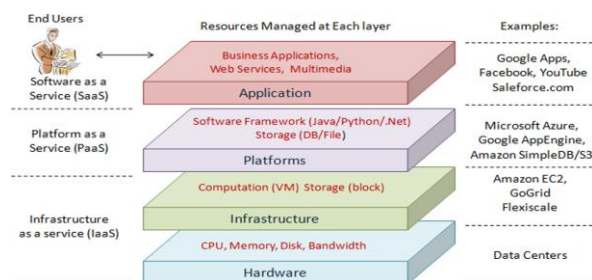 End Users
Resources Managed at Each layer
Examples:
Software as a
Service (SaaS)
Business Applications,
Web Services, Multimedia
Application
Google Apps,
Facebook, YouTube
Saleforce.com
Platform as a
Service (PaaS)
Software Framework (Java/Python/.Net)
Storage (DB/File)
Platforms
Microsoft Azure,
Google AppEngine,
Amazon SimpleDB/S3
Infrastructure
as a service (IaaS)
Computation (VM) Storage (block)
Infrastructure
Amazon EC2,
GoGrid
Flexiscale
CPU, Memory, Disk, Bandwidth
Hardware
Data Centers